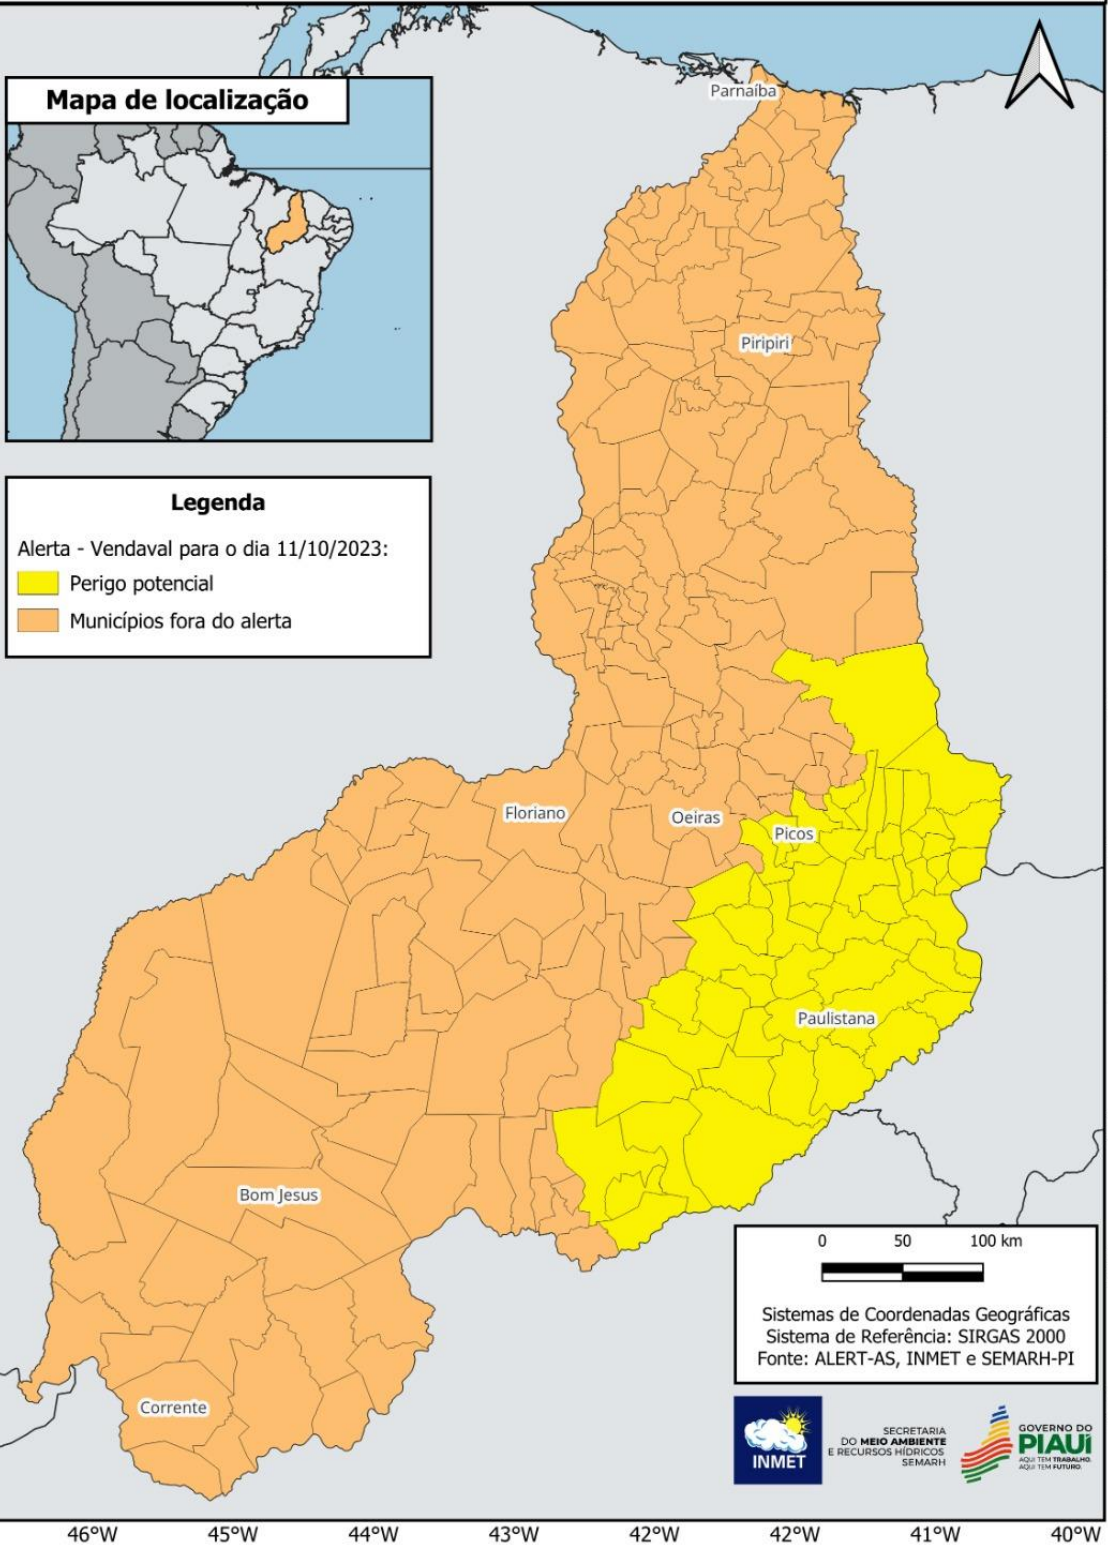 Mapa de localização
Legenda
Alerta - Vendaval para o dia 11/10/2023:
Perigo potencial
Municípios fora do alerta
Parnaíba
Piripiri
Floriano
Oeiras
Picos
Paulistana
Bom Jesus
Corrente
0 50 100 km
Sistemas de Coordenadas Geográficas
Sistema de Referência: SIRGAS 2000
Fonte: ALERT-AS, INMET e SEMARH-PI
INMET
SECRETARIA
DO MEIO AMBIENTE
E RECURSOS HÍDRICOS
SEMARH
GOVERNO DO
PIAUÍ
AQUI TEM TRABALHO.
AQUI TEM FUTURO.
46°W 45°W 44°W 43°W 42°W 42°W 41°W 40°W